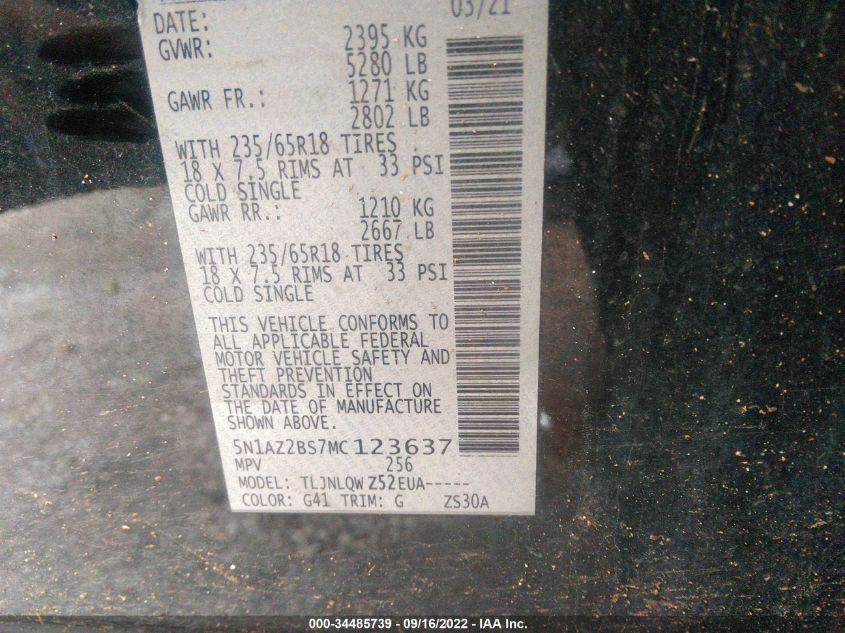 DATE: 03/21
GVWR: 2395 KG
5280 LB
GAWR FR.: 1271 KG
2802 LB
WITH 235/65R18 TIRES
18 X 7.5 RIMS AT 33 PSI
COLD SINGLE
GAWR RR.: 1210 KG
2667 LB
WITH 235/65R18 TIRES
18 X 7.5 RIMS AT 33 PSI
COLD SINGLE
THIS VEHICLE CONFORMS TO
ALL APPLICABLE FEDERAL
MOTOR VEHICLE SAFETY AND
THEFT PREVENTION
STANDARDS IN EFFECT ON
THE DATE OF MANUFACTURE
SHOWN ABOVE.
5N1AZ2BS7MC123637
MPV 256
MODEL: TLJNLQW Z52EUA-----
COLOR: G41 TRIM: G ZS30A
000-34485739 - 09/16/2022 - IAA Inc.